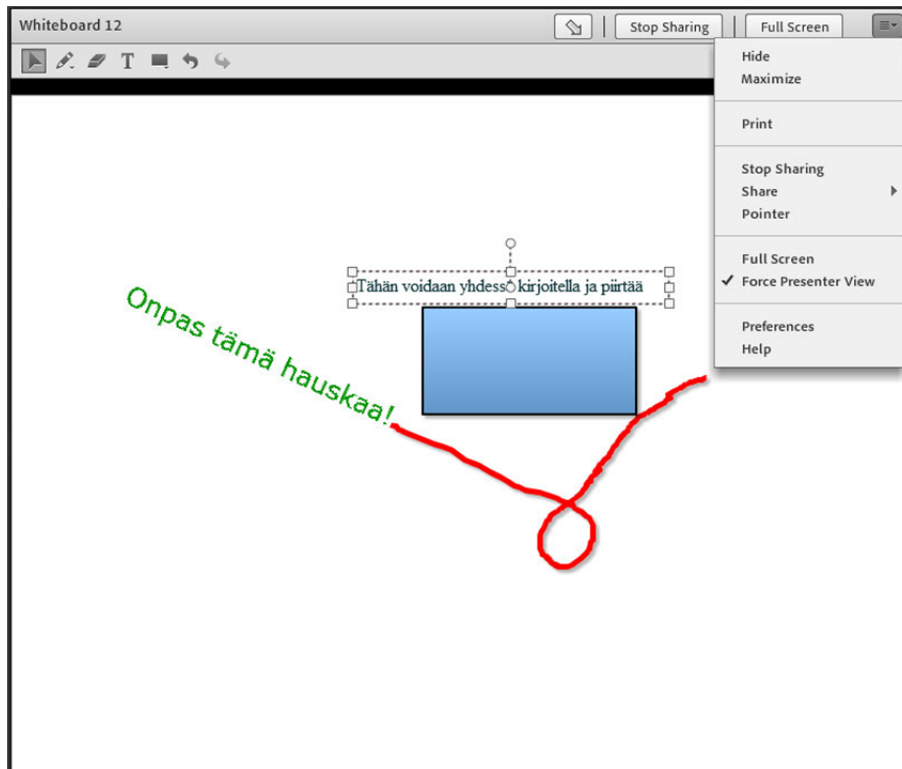 Whiteboard 12
Stop Sharing
Full Screen
T
Hide
Maximize
Print
Stop Sharing
Share
Pointer
Full Screen
Force Presenter View
Preferences
Help
Tähän voidaan yhdessä kirjoitella ja piirtää
Onpas tämä hauskaa!